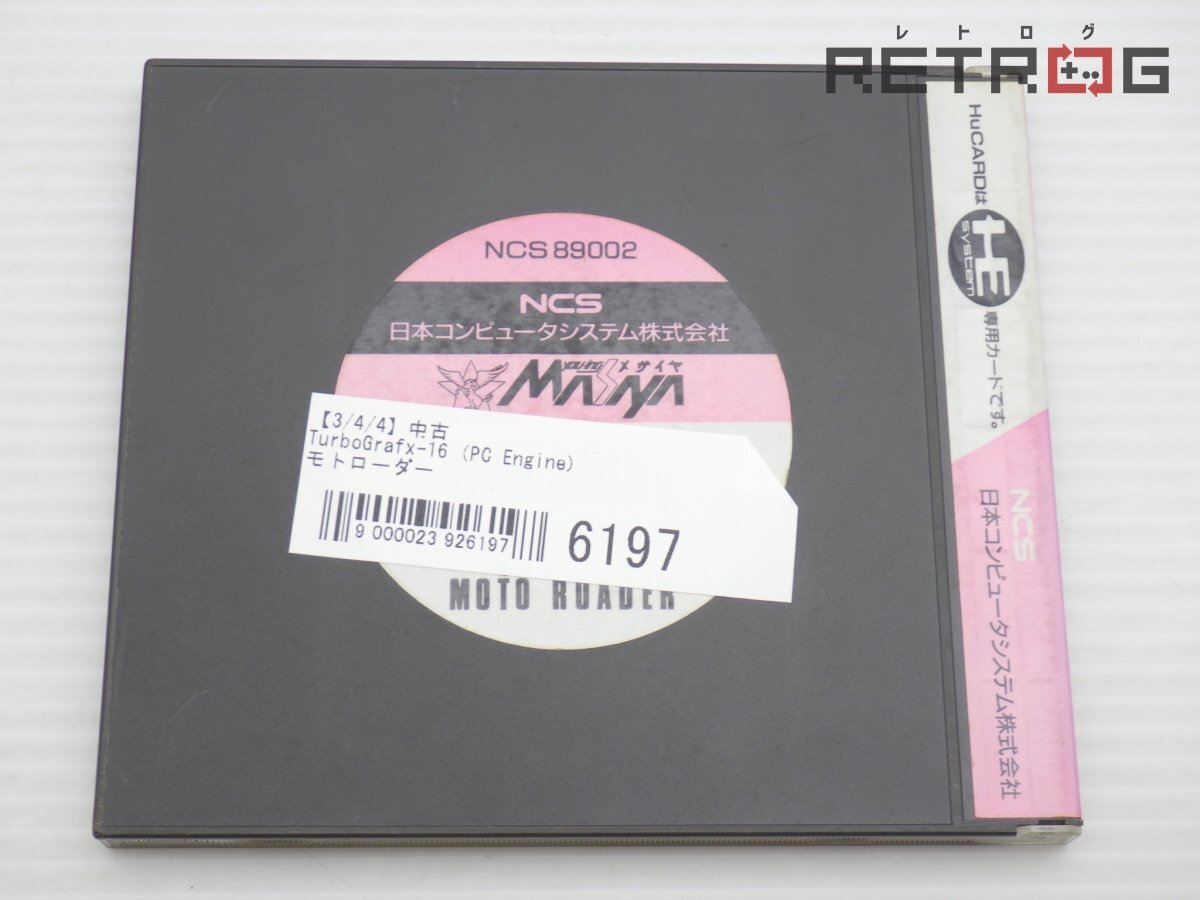 レトログ
RETROG
NCS 89002
NCS
日本コンピュータシステム株式会社
メサイヤ
MASAYA
【3/4/4】中古
TurboGrafx-16 (PC Engine)
モトローダー
9 000023 926197
6197
MOTO ROADER
HuCARDは
HE
system
専用カードです。
NCS
日本コンピュータシステム株式会社